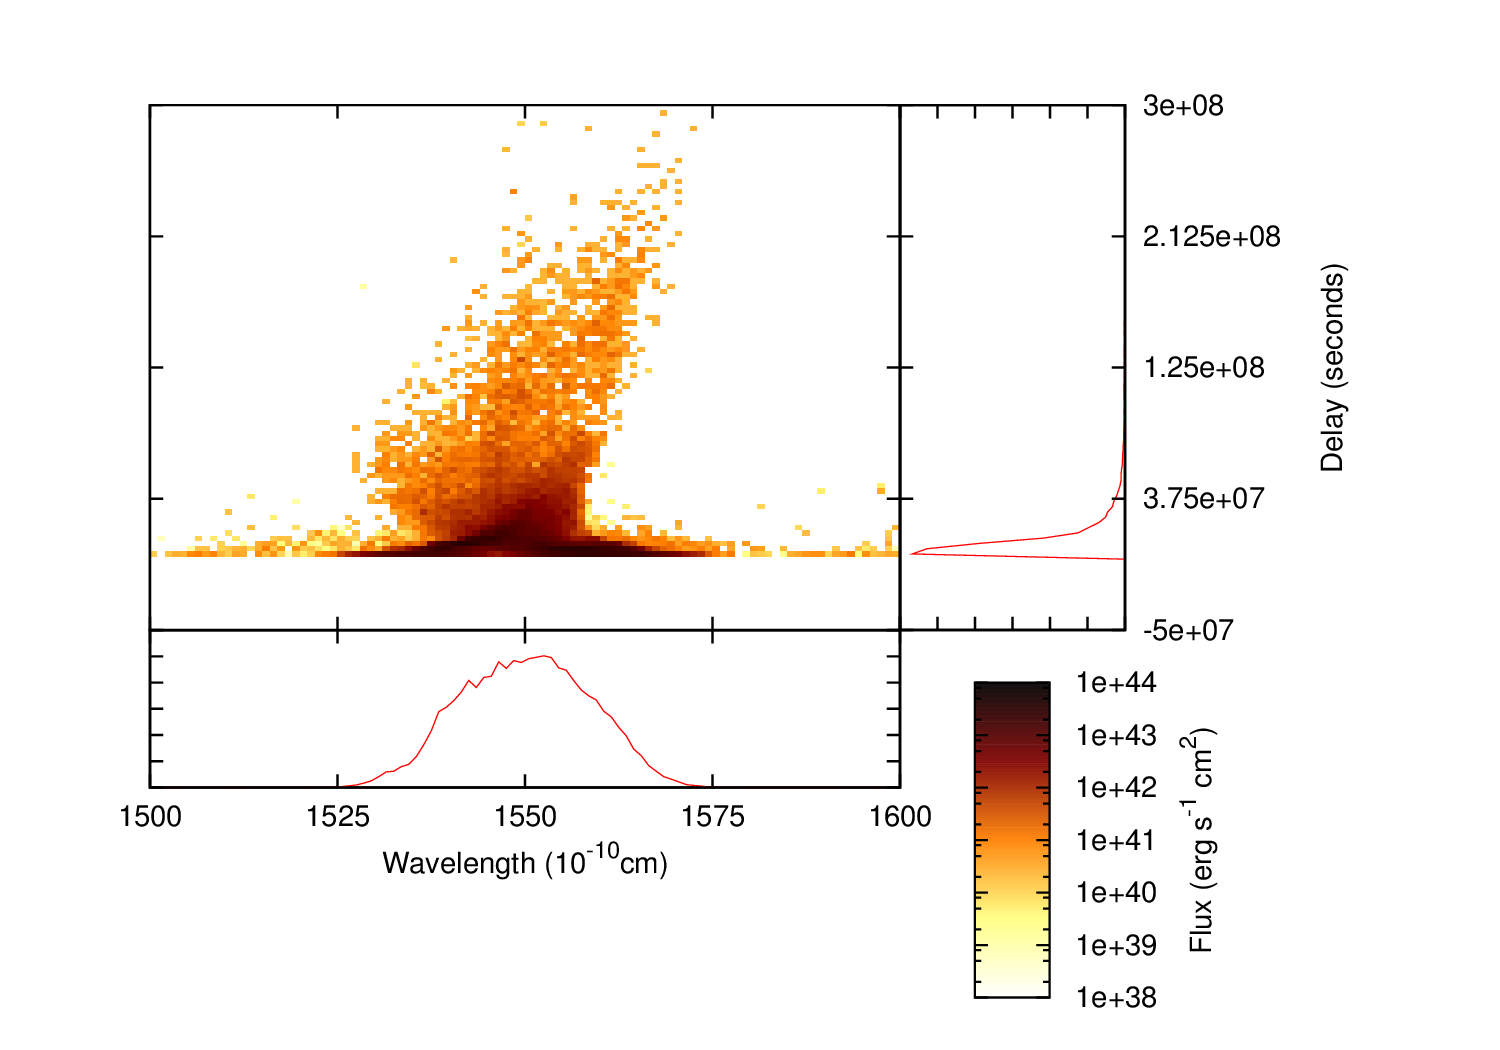 3e+08
2.125e+08
1.25e+08
3.75e+07
-5e+07
Delay (seconds)
1500 1525 1550 1575 1600
Wavelength (10⁻¹⁰cm)
1e+44
1e+43
1e+42
1e+41
1e+40
1e+39
1e+38
Flux (erg s⁻¹ cm²)